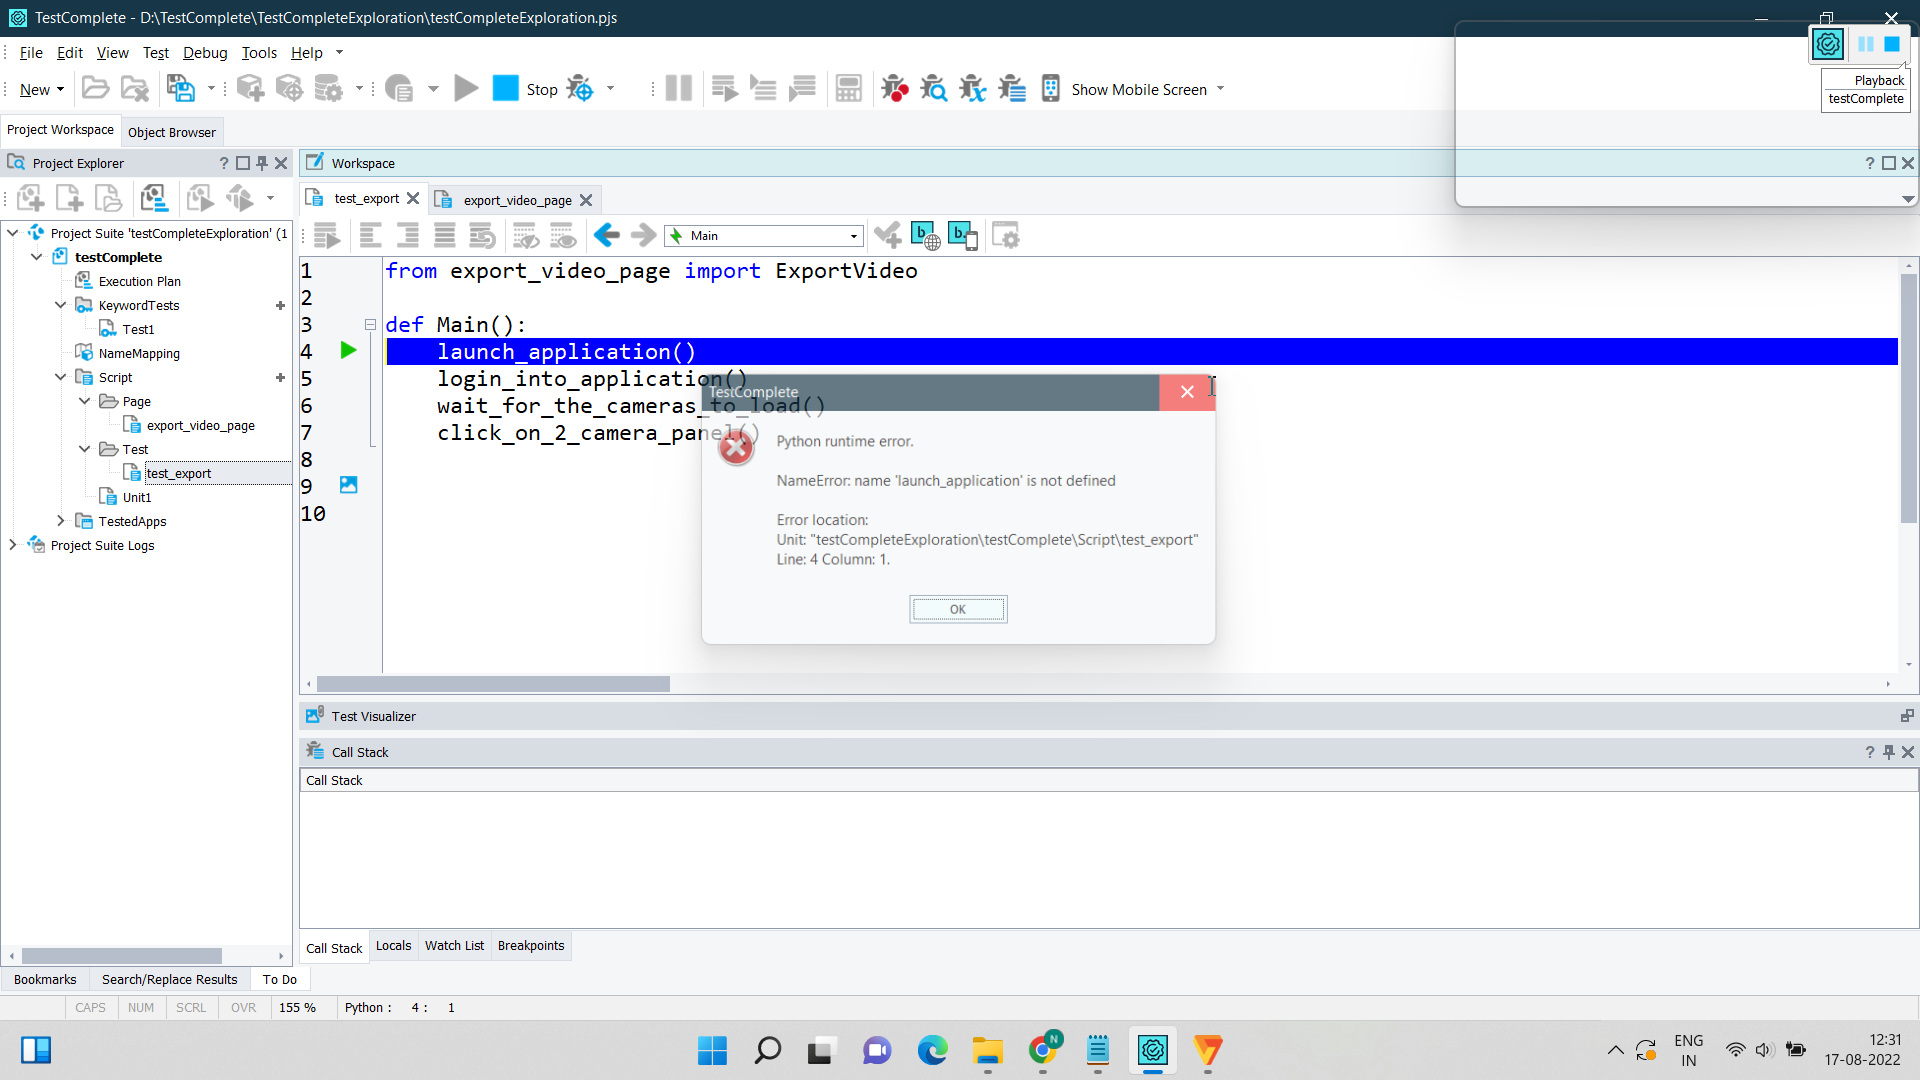 TestComplete - D:\TestComplete\TestCompleteExploration\testCompleteExploration.pjs
File Edit View Test Debug Tools Help
New
Stop
Show Mobile Screen
Playback
testComplete
Project Workspace
Object Browser
Project Explorer
?
Workspace
?
test_export
export_video_page
Main
Project Suite 'testCompleteExploration' (1
testComplete
Execution Plan
KeywordTests
Test1
NameMapping
Script
Page
export_video_page
Test
test_export
Unit1
TestedApps
Project Suite Logs
1 from export_video_page import ExportVideo
2
3 def Main():
4 launch_application()
5 login_into_application()
6 wait_for_the_cameras_to_load()
7 click_on_2_camera_panel()
8
9
10
TestComplete
Python runtime error.
NameError: name 'launch_application' is not defined
Error location:
Unit: "testCompleteExploration\testComplete\Script\test_export"
Line: 4 Column: 1.
OK
Test Visualizer
Call Stack
?
Call Stack
Call Stack Locals Watch List Breakpoints
Bookmarks Search/Replace Results To Do
CAPS NUM SCRL OVR 155 % Python : 4 : 1
N
ENG
IN
12:31
17-08-2022